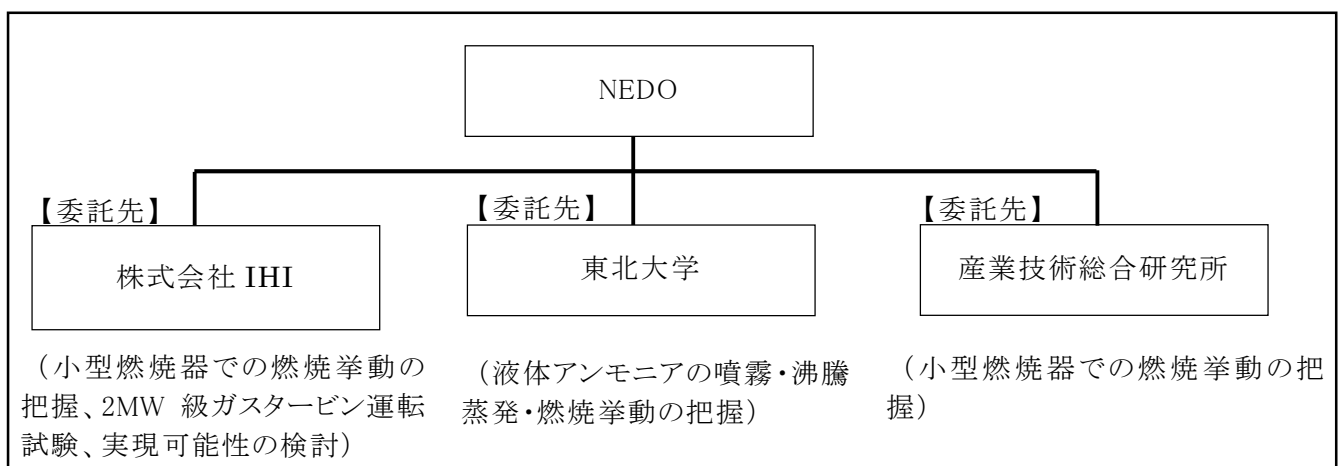 NEDO
【委託先】
株式会社 IHI
(小型燃焼器での燃焼挙動の
把握、2MW 級ガスタービン運転
試験、実現可能性の検討)
【委託先】
東北大学
(液体アンモニアの噴霧・沸騰
蒸発・燃焼挙動の把握)
【委託先】
産業技術総合研究所
(小型燃焼器での燃焼挙動の把
握)